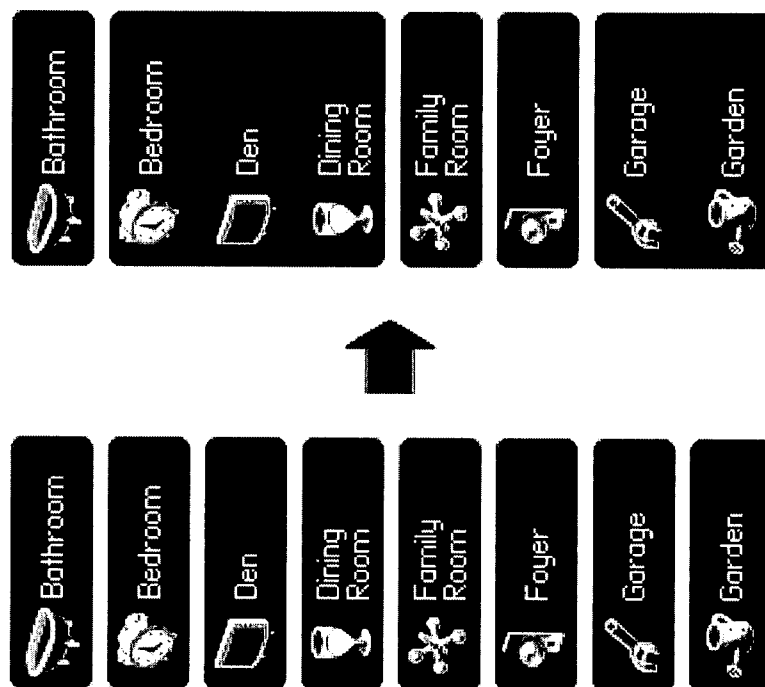 Bathroom
Bedroom
Den
Dining
Room
Family
Room
Foyer
Garage
Garden
Bathroom
Bedroom
Den
Dining
Room
Family
Room
Foyer
Garage
Garden